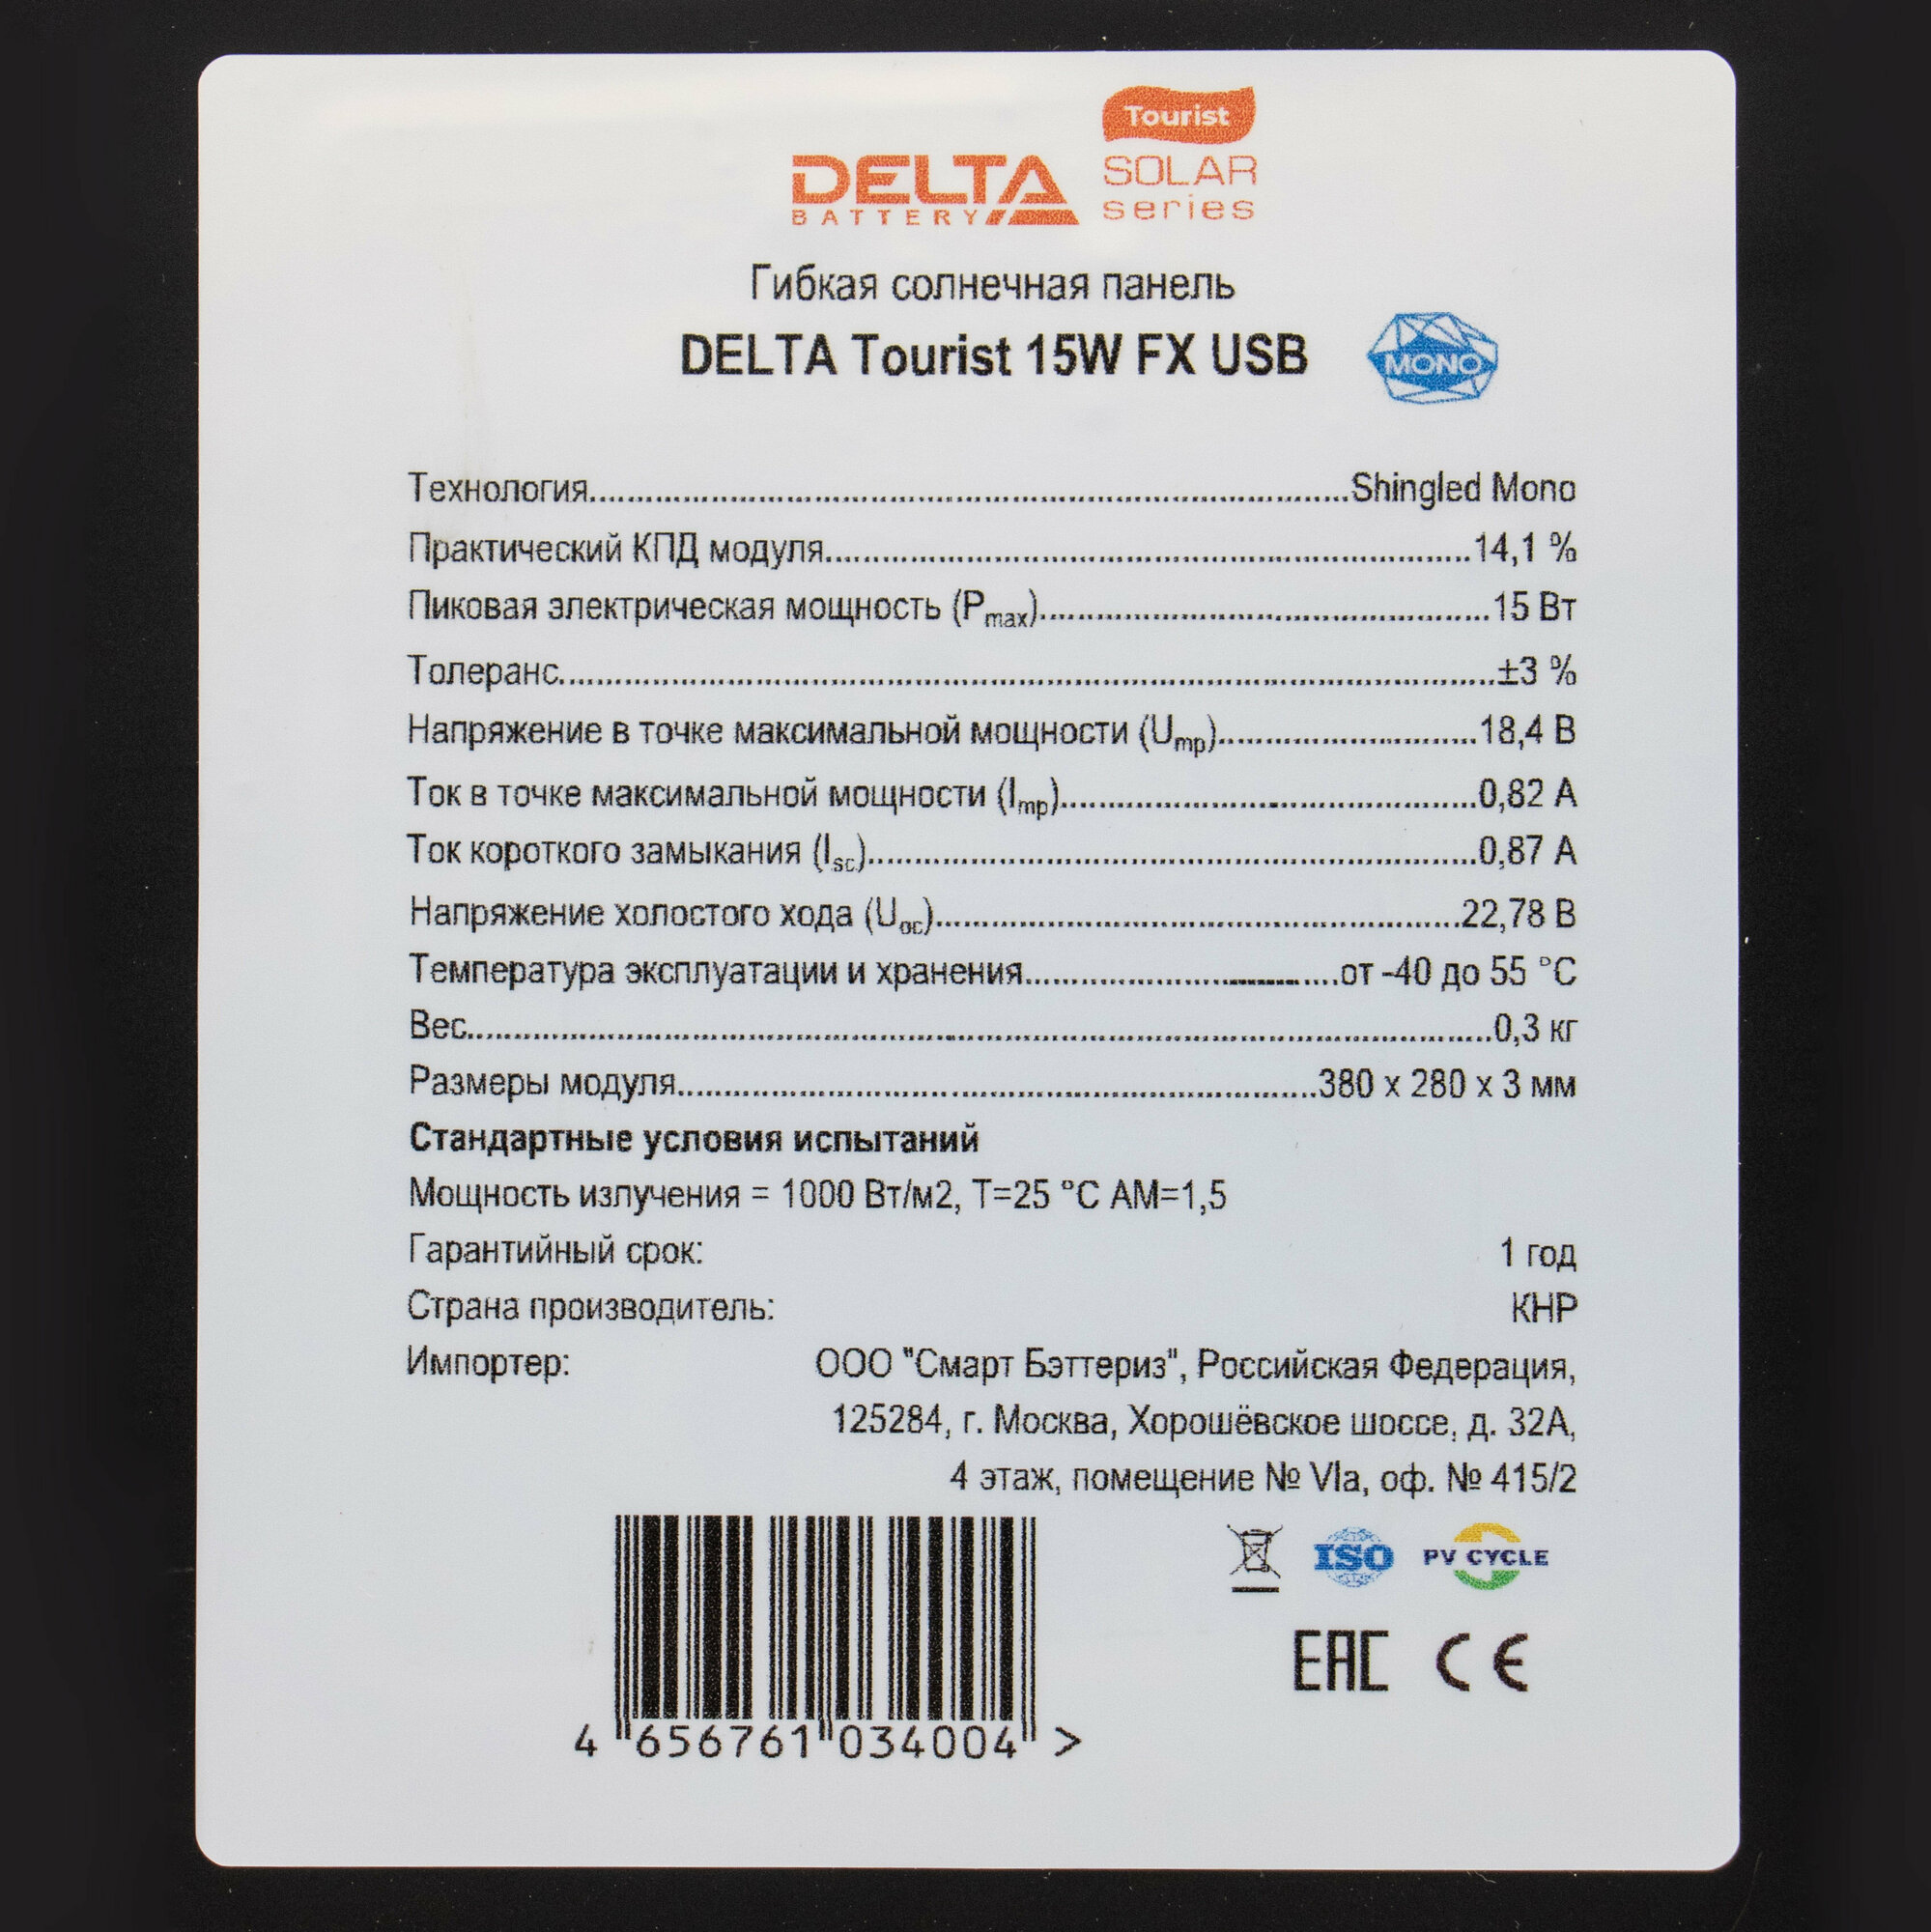 Tourist
DELTA
BATTERY
SOLAR
series
Гибкая солнечная панель
DELTA Tourist 15W FX USB
MONO
Технология Shingled Mono
Практический КПД модуля 14,1 %
Пиковая электрическая мощность (Pmax) 15 Вт
Толеранс ±3 %
Напряжение в точке максимальной мощности (Ump) 18,4 В
Ток в точке максимальной мощности (Imp) 0,82 А
Ток короткого замыкания (Isc) 0,87 А
Напряжение холостого хода (Uoc) 22,78 В
Температура эксплуатации и хранения от -40 до 55 °C
Вес 0,3 кг
Размеры модуля 380 x 280 x 3 мм
Стандартные условия испытаний
Мощность излучения = 1000 Вт/м2, T=25 °C AM=1,5
Гарантийный срок: 1 год
Страна производитель: КНР
Импортер: ООО "Смарт Бэттериз", Российская Федерация,
125284, г. Москва, Хорошёвское шоссе, д. 32А,
4 этаж, помещение № VIa, оф. № 415/2
ISO
PV CYCLE
EAC CE
4 656761 034004 >